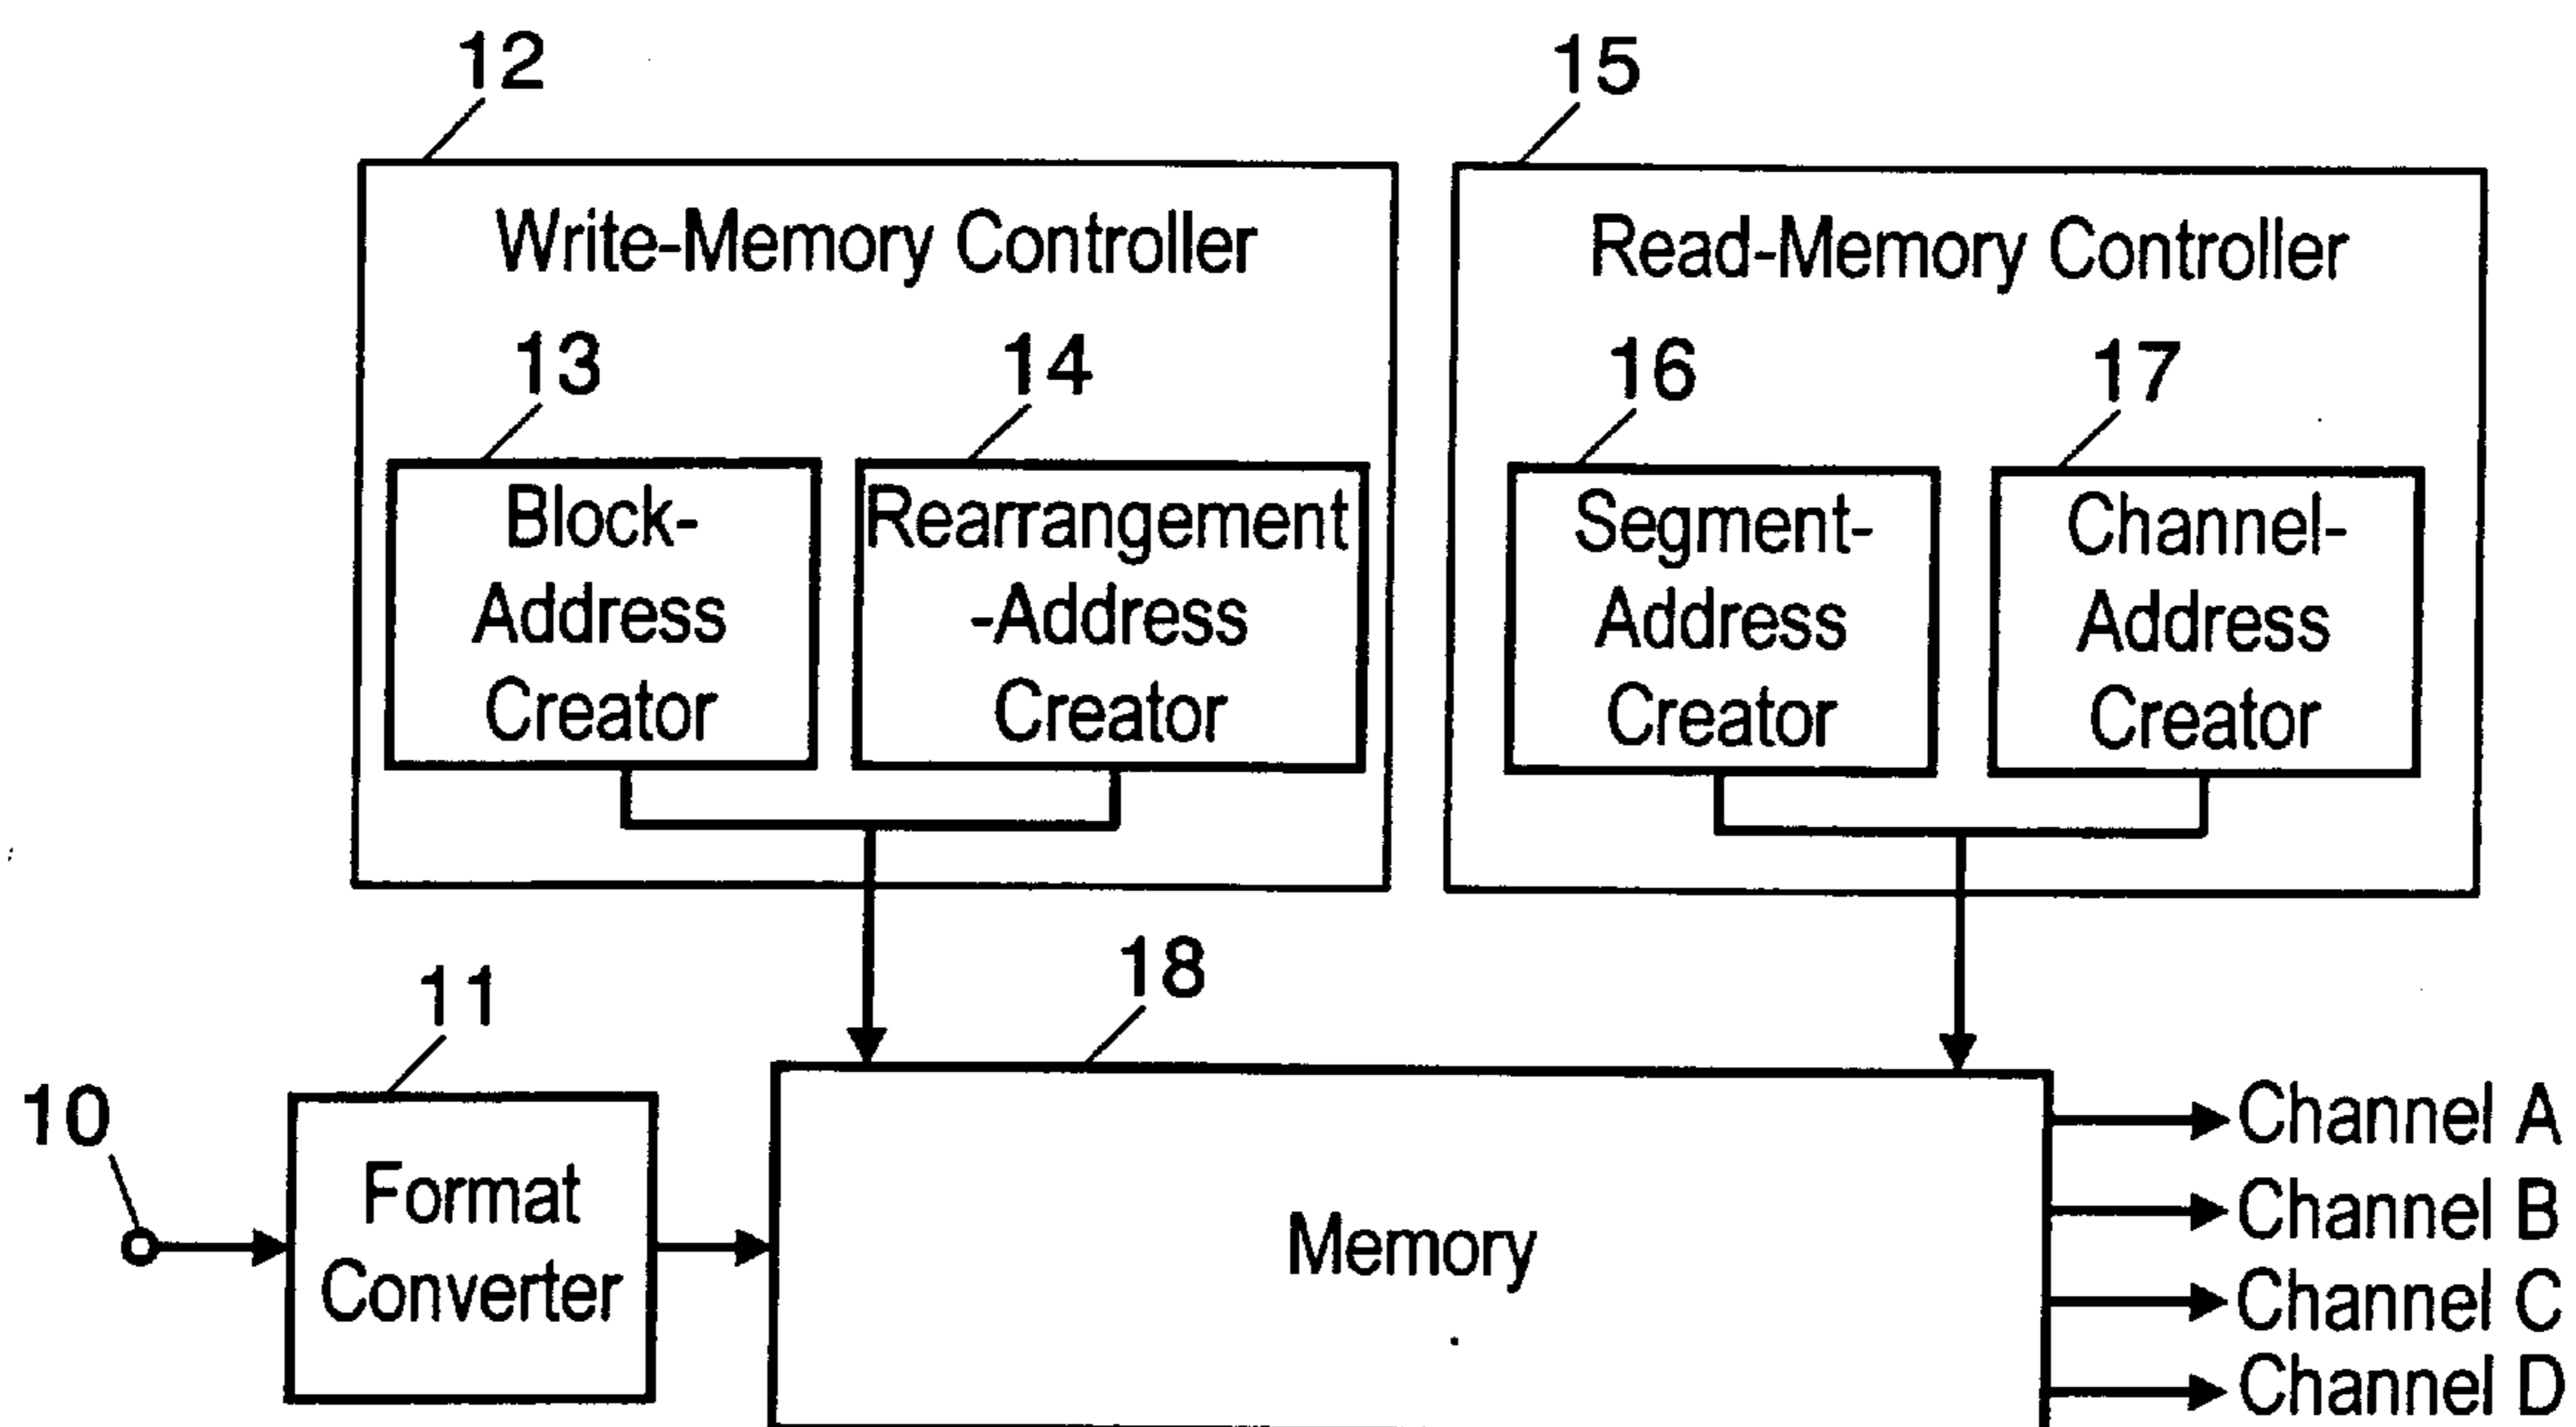 12
15
Write-Memory Controller
Read-Memory Controller
13
14
16
17
Block-
Address
Creator
Rearrangement
-Address
Creator
Segment-
Address
Creator
Channel-
Address
Creator
11
18
10
Format
Converter
Memory
Channel A
Channel B
Channel C
Channel D